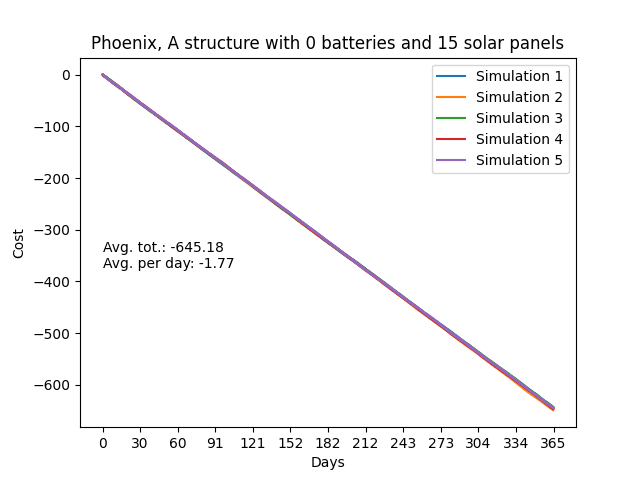 Phoenix, A structure with 0 batteries and 15 solar panels
0
−100
−200
−300
−400
−500
−600
Cost
Simulation 1
Simulation 2
Simulation 3
Simulation 4
Simulation 5
Avg. tot.: -645.18
Avg. per day: -1.77
0 30 60 91 121 152 182 212 243 273 304 334 365
Days